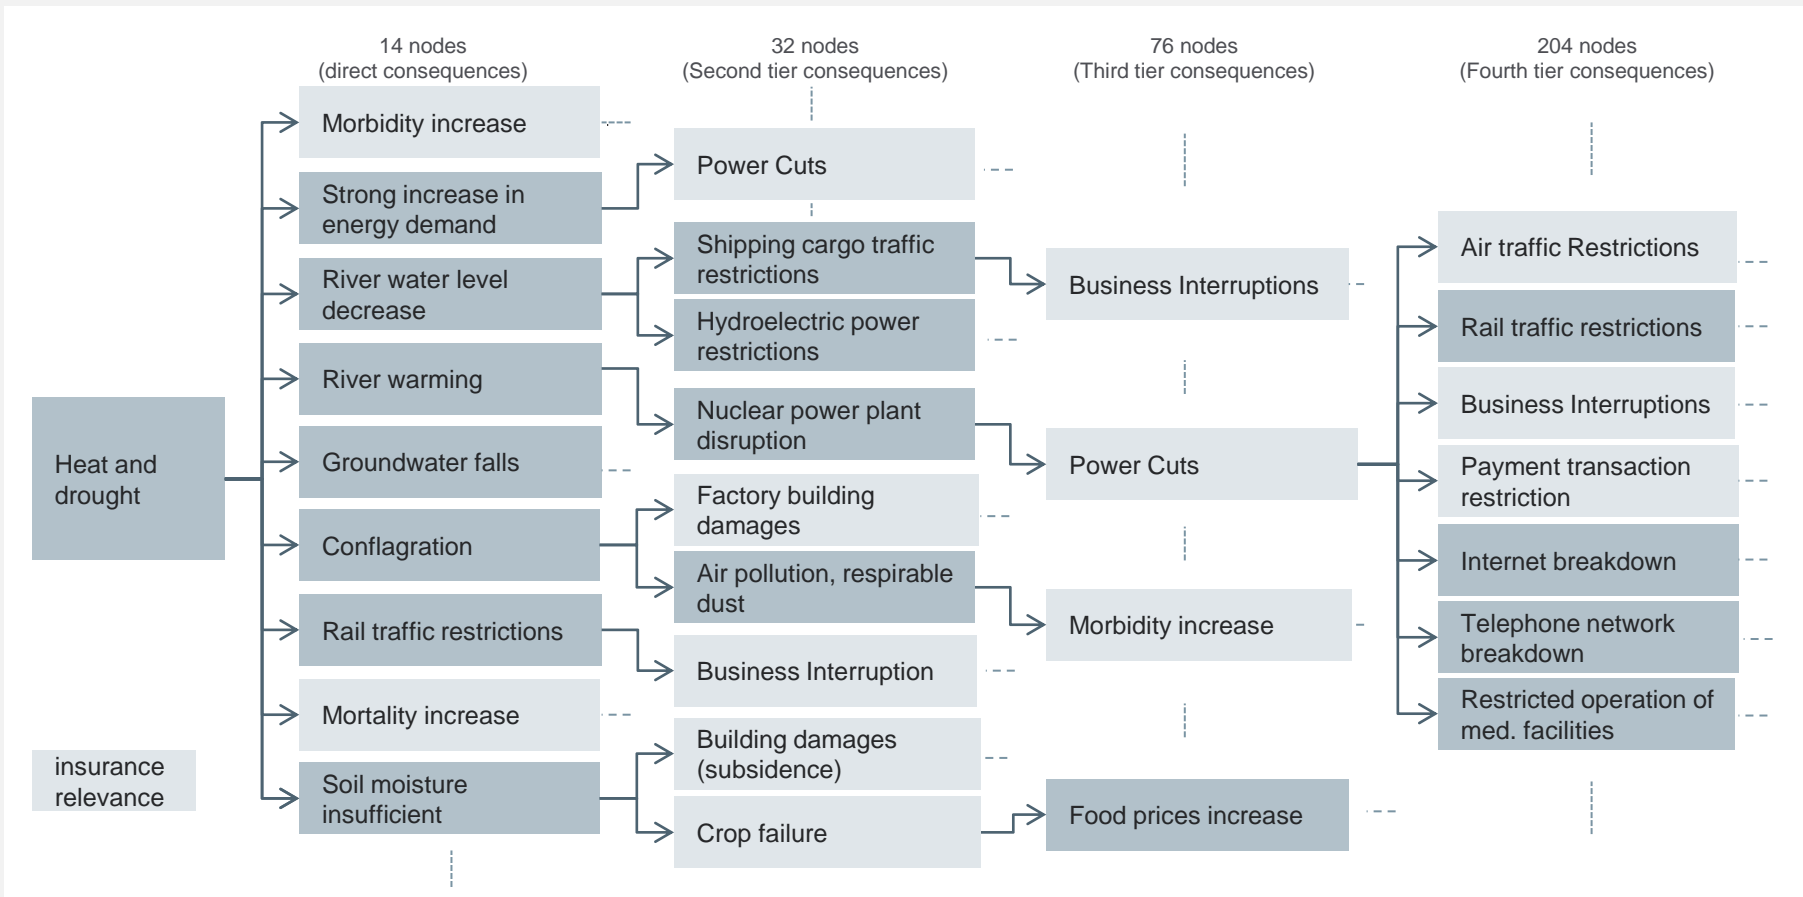 14 nodes
(direct consequences)
32 nodes
(Second tier consequences)
76 nodes
(Third tier consequences)
204 nodes
(Fourth tier consequences)
Heat and
drought
insurance
relevance
Morbidity increase
Strong increase in
energy demand
River water level
decrease
River warming
Groundwater falls
Conflagration
Rail traffic restrictions
Mortality increase
Soil moisture
insufficient
Power Cuts
Shipping cargo traffic
restrictions
Hydroelectric power
restrictions
Nuclear power plant
disruption
Factory building
damages
Air pollution, respirable
dust
Business Interruption
Building damages
(subsidence)
Crop failure
Business Interruptions
Power Cuts
Morbidity increase
Food prices increase
Air traffic Restrictions
Rail traffic restrictions
Business Interruptions
Payment transaction
restriction
Internet breakdown
Telephone network
breakdown
Restricted operation of
med. facilities